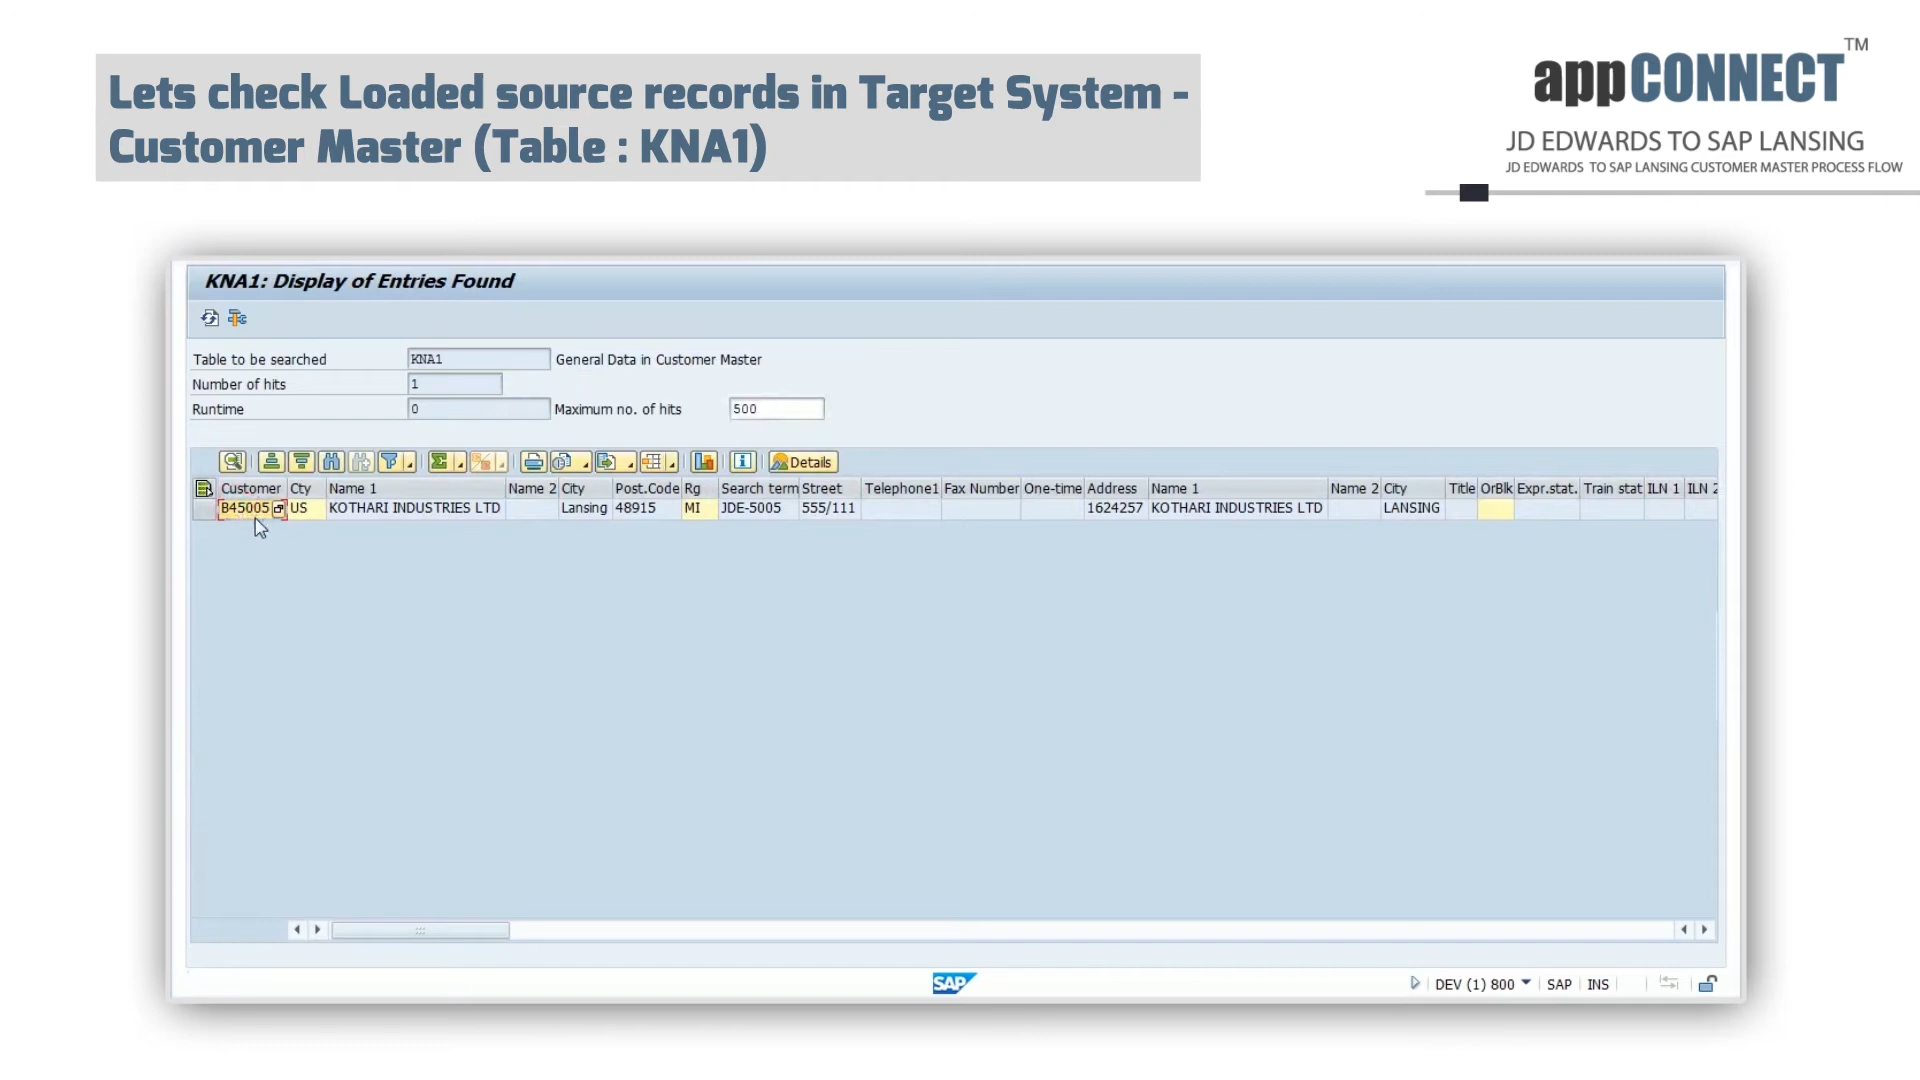 Lets check Loaded source records in Target System -
Customer Master (Table : KNA1)
appCONNECT™
JD EDWARDS TO SAP LANSING
JD EDWARDS TO SAP LANSING CUSTOMER MASTER PROCESS FLOW
KNA1: Display of Entries Found
Table to be searched KNA1 General Data in Customer Master
Number of hits 1
Runtime 0 Maximum no. of hits 500
Details
Customer Cty Name 1 Name 2 City Post.Code Rg Search term Street Telephone1 Fax Number One-time Address Name 1 Name 2 City Title OrBlk Expr.stat. Train stat ILN 1 ILN 2
B45005 US KOTHARI INDUSTRIES LTD Lansing 48915 MI JDE-5005 555/111 1624257 KOTHARI INDUSTRIES LTD LANSING
SAP DEV (1) 800 SAP INS